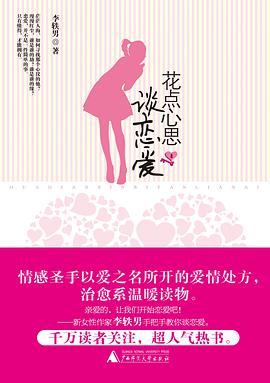 李轶男◎著
花点心思
谈恋爱
HUADIANXINSITANLIANAI
情感圣手以爱之名所开的爱情处方，
治愈系温暖读物。
亲爱的，让我们开始恋爱吧！
——新女性作家李轶男手把手教你谈恋爱。
千万读者关注，超人气热书。
广西师范大学出版社